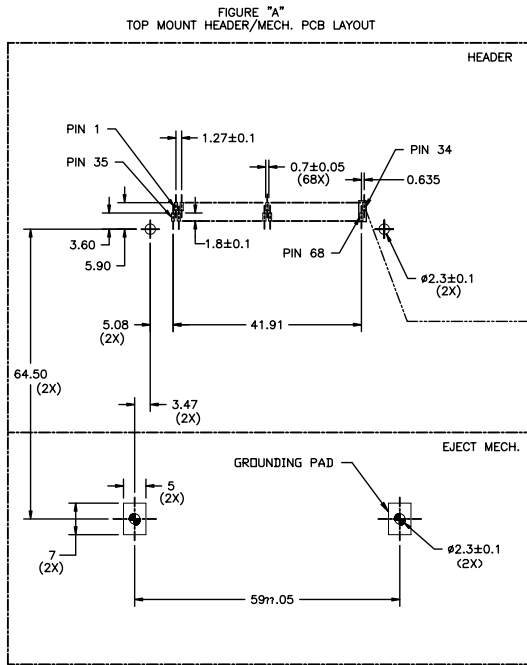 FIGURE "A"
TOP MOUNT HEADER/MECH. PCB LAYOUT
HEADER
PIN 1
1.27±0.1
PIN 35
0.7±0.05
(68X)
PIN 34
0.635
3.60
5.90
1.8±0.1
PIN 68
ø2.3±0.1
(2X)
5.08
(2X)
41.91
64.50
(2X)
3.47
(2X)
EJECT MECH.
GROUNDING PAD
5
(2X)
7
(2X)
ø2.3±0.1
(2X)
59??.05